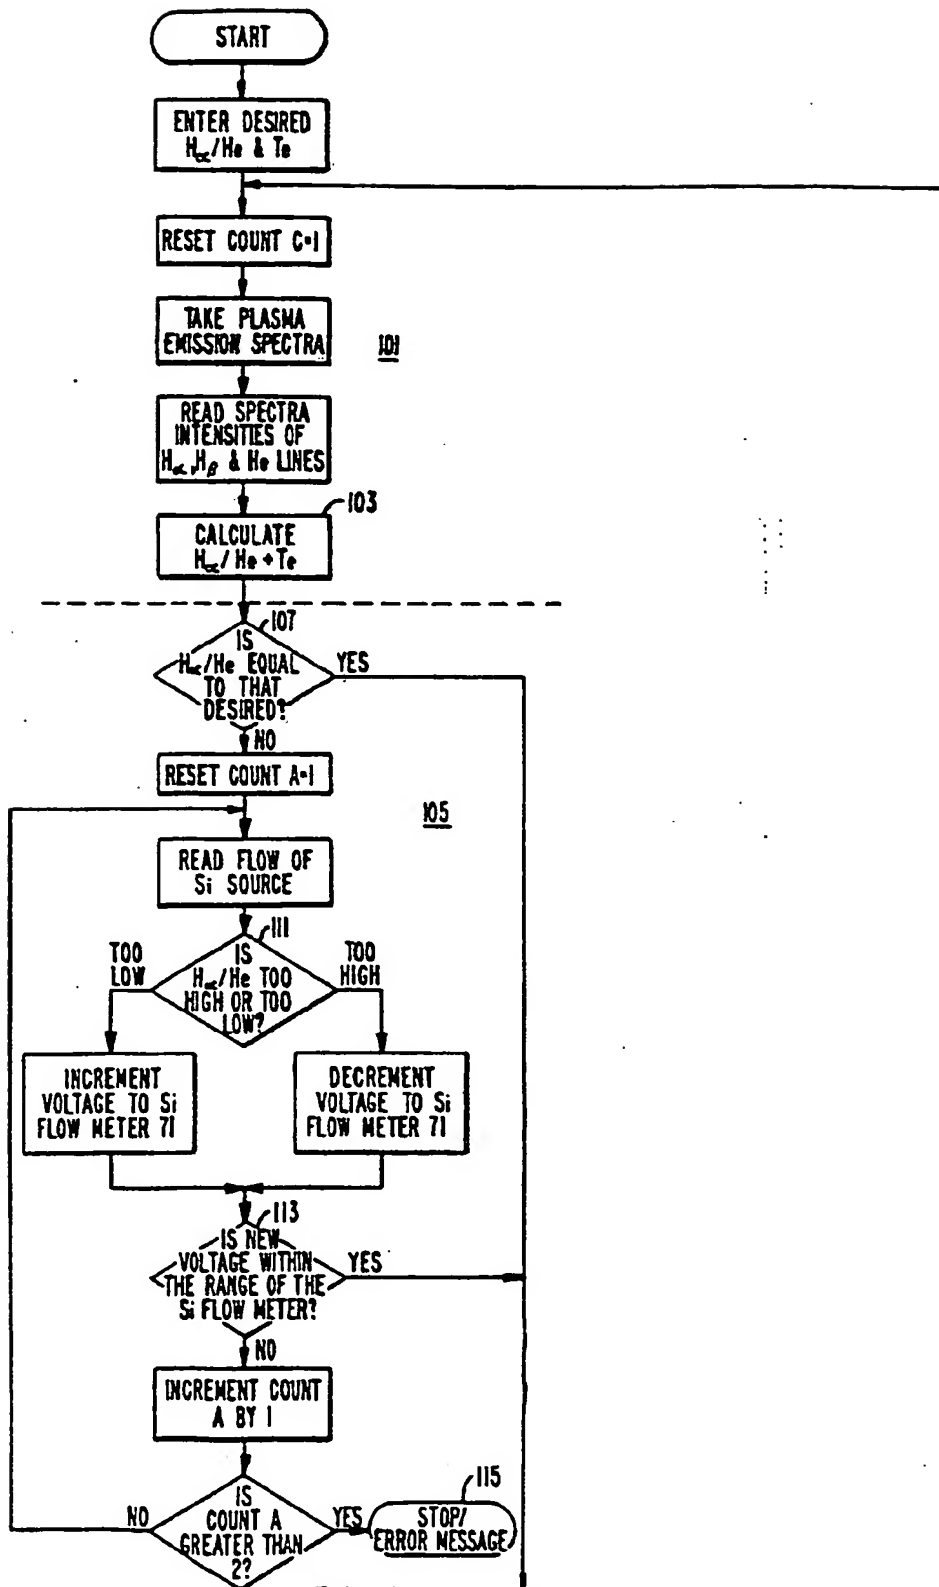 START
ENTER DESIRED
Hα/He & Te
RESET COUNT C=1
TAKE PLASMA
EMISSION SPECTRA
101
READ SPECTRA
INTENSITIES OF
Hα,Hβ & He LINES
103
CALCULATE
Hα/He + Te
107
IS
Hα/He EQUAL
TO THAT
DESIRED?
YES
NO
RESET COUNT A=1
105
READ FLOW OF
Si SOURCE
111
TOO
LOW
IS
Hα/He TOO
HIGH OR TOO
LOW?
TOO
HIGH
INCREMENT
VOLTAGE TO Si
FLOW METER 71
DECREMENT
VOLTAGE TO Si
FLOW METER 71
113
IS NEW
VOLTAGE WITHIN
THE RANGE OF THE
Si FLOW METER?
YES
NO
INCREMENT COUNT
A BY 1
NO
IS
COUNT A
GREATER THAN
2?
YES
115
STOP/
ERROR MESSAGE